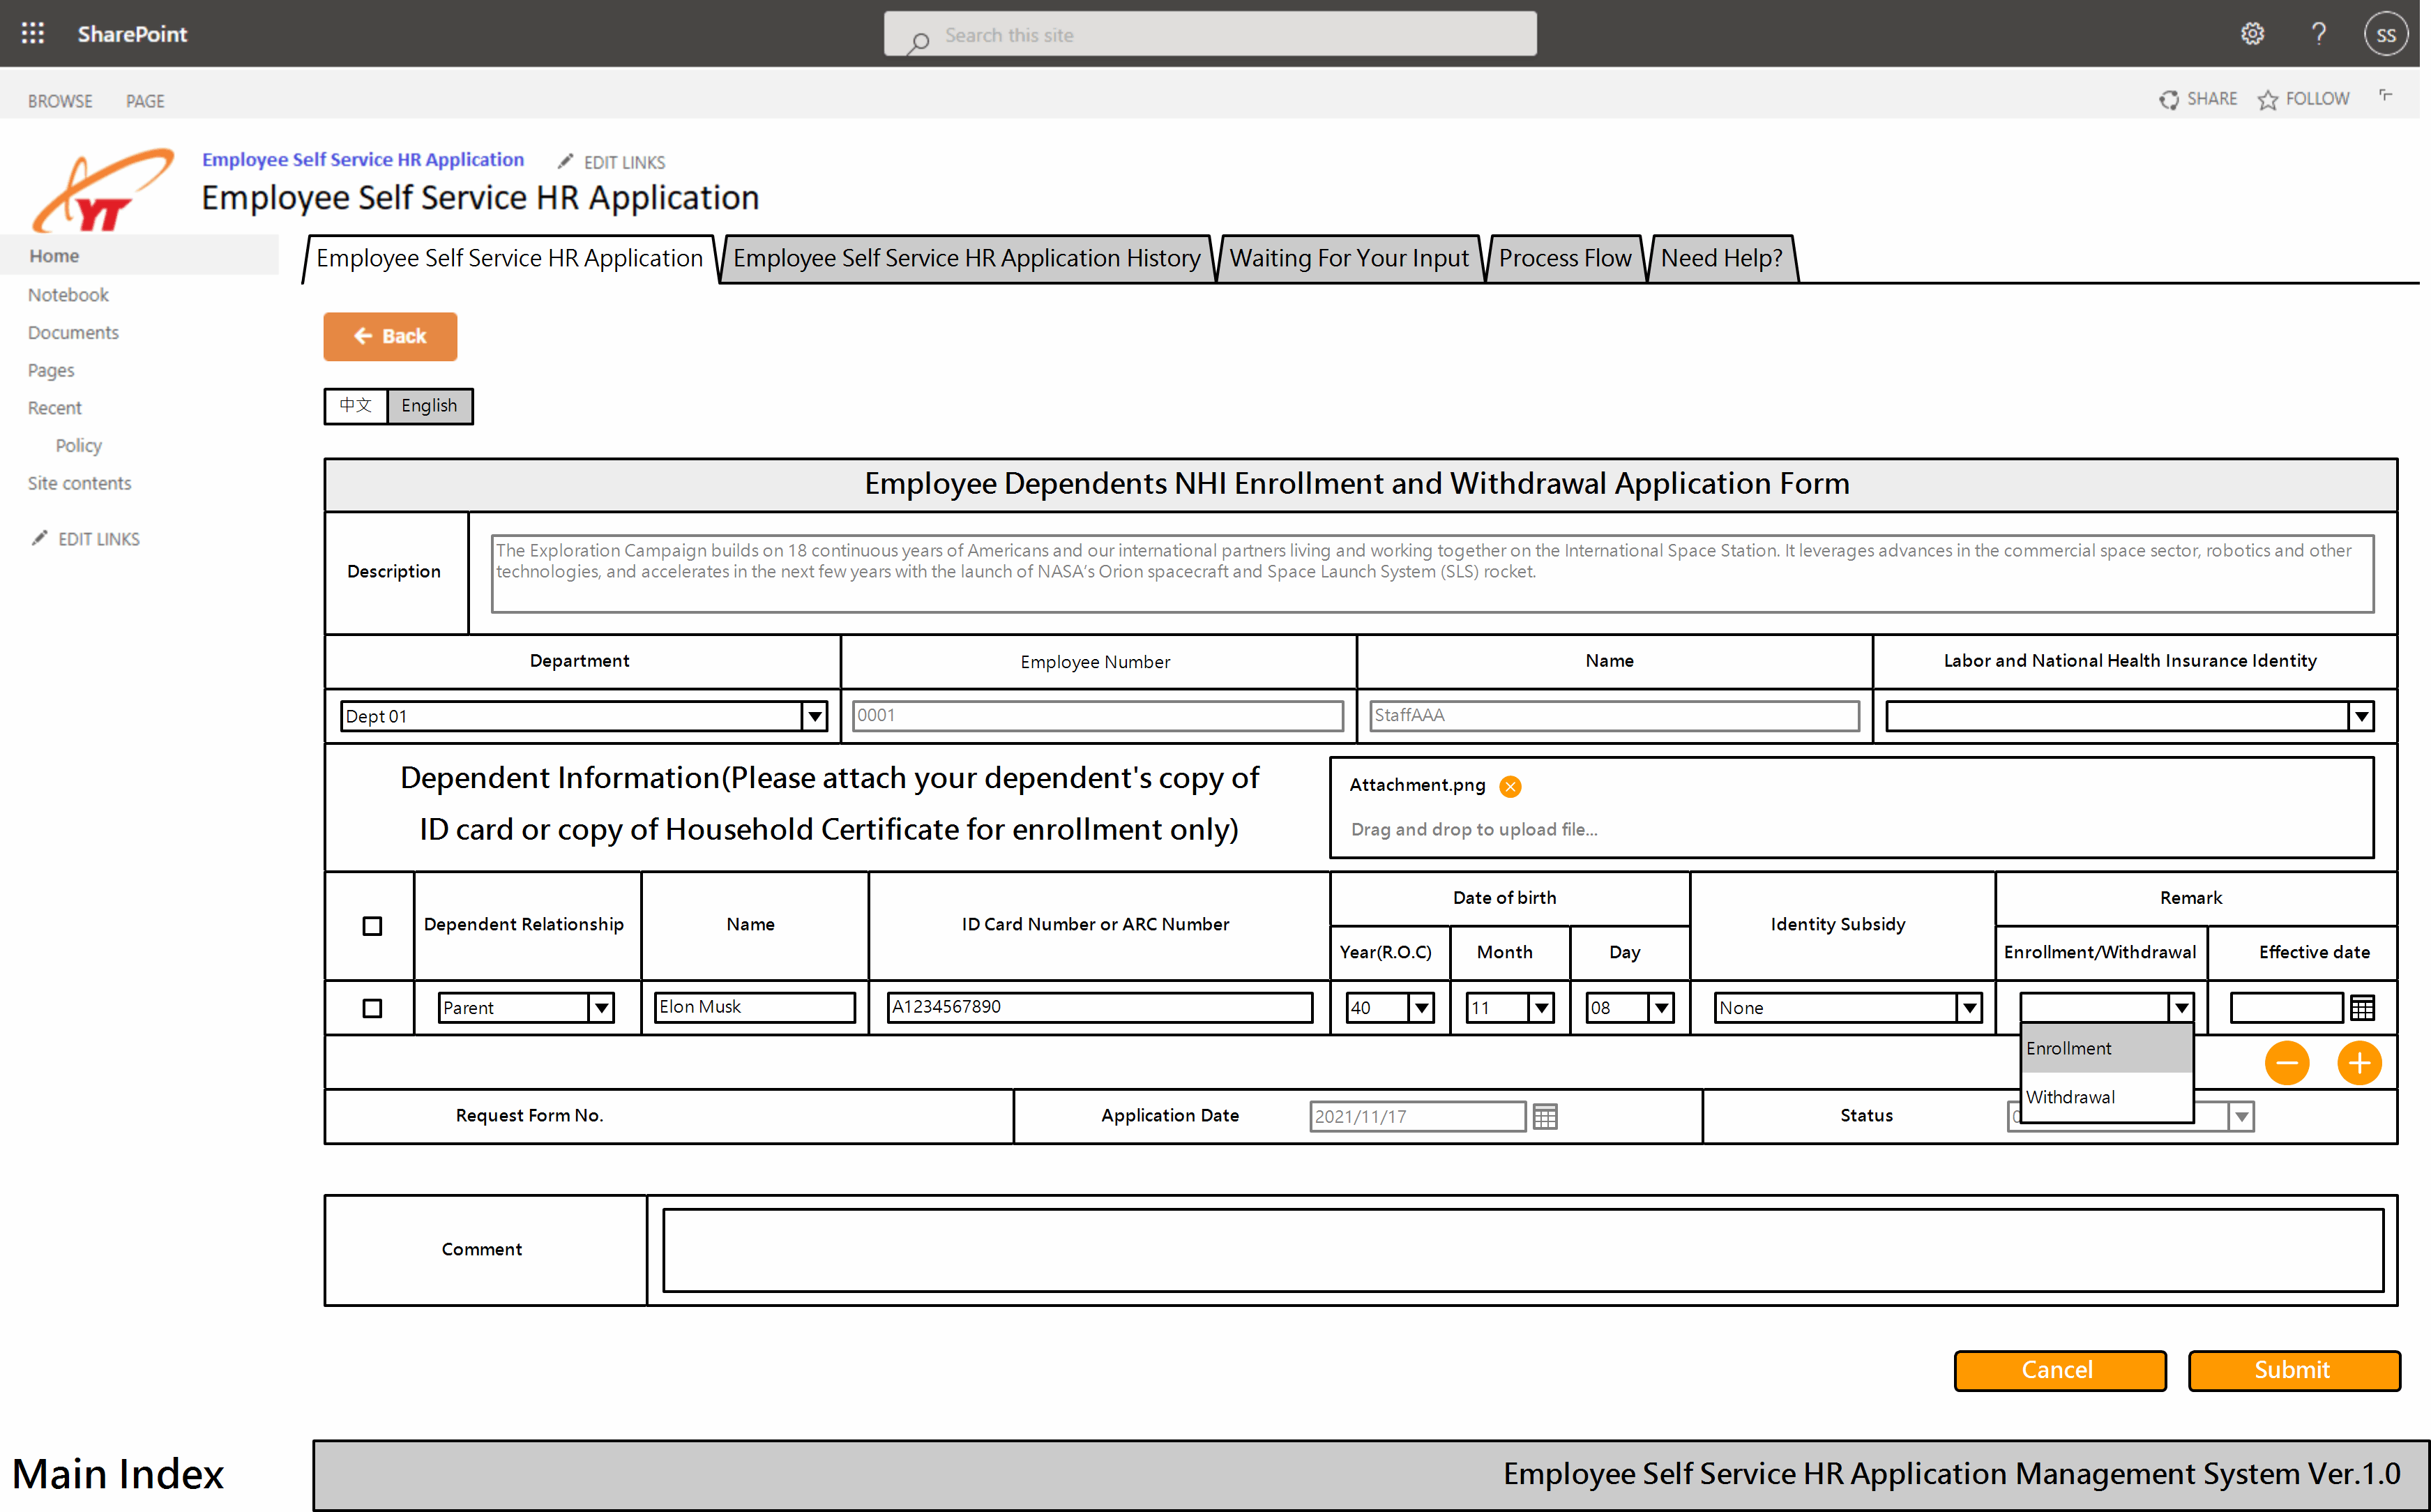 SharePoint
Search this site
SS
BROWSE PAGE
SHARE FOLLOW
YT
Employee Self Service HR Application EDIT LINKS
Employee Self Service HR Application
Home
Notebook
Documents
Pages
Recent
Policy
Site contents
EDIT LINKS
Employee Self Service HR Application Employee Self Service HR Application History Waiting For Your Input Process Flow Need Help?
Back
中文 English
Employee Dependents NHI Enrollment and Withdrawal Application Form
Description
The Exploration Campaign builds on 18 continuous years of Americans and our international partners living and working together on the International Space Station. It leverages advances in the commercial space sector, robotics and other
technologies, and accelerates in the next few years with the launch of NASA's Orion spacecraft and Space Launch System (SLS) rocket.
Department Employee Number Name Labor and National Health Insurance Identity
Dept 01 0001 StaffAAA
Dependent Information(Please attach your dependent's copy of
ID card or copy of Household Certificate for enrollment only)
Attachment.png
Drag and drop to upload file...
Dependent Relationship Name ID Card Number or ARC Number Date of birth Identity Subsidy Remark
Year(R.O.C) Month Day Enrollment/Withdrawal Effective date
Parent Elon Musk A1234567890 40 11 08 None
Enrollment
Withdrawal
Request Form No. Application Date 2021/11/17 Status
Comment
Cancel Submit
Main Index
Employee Self Service HR Application Management System Ver.1.0